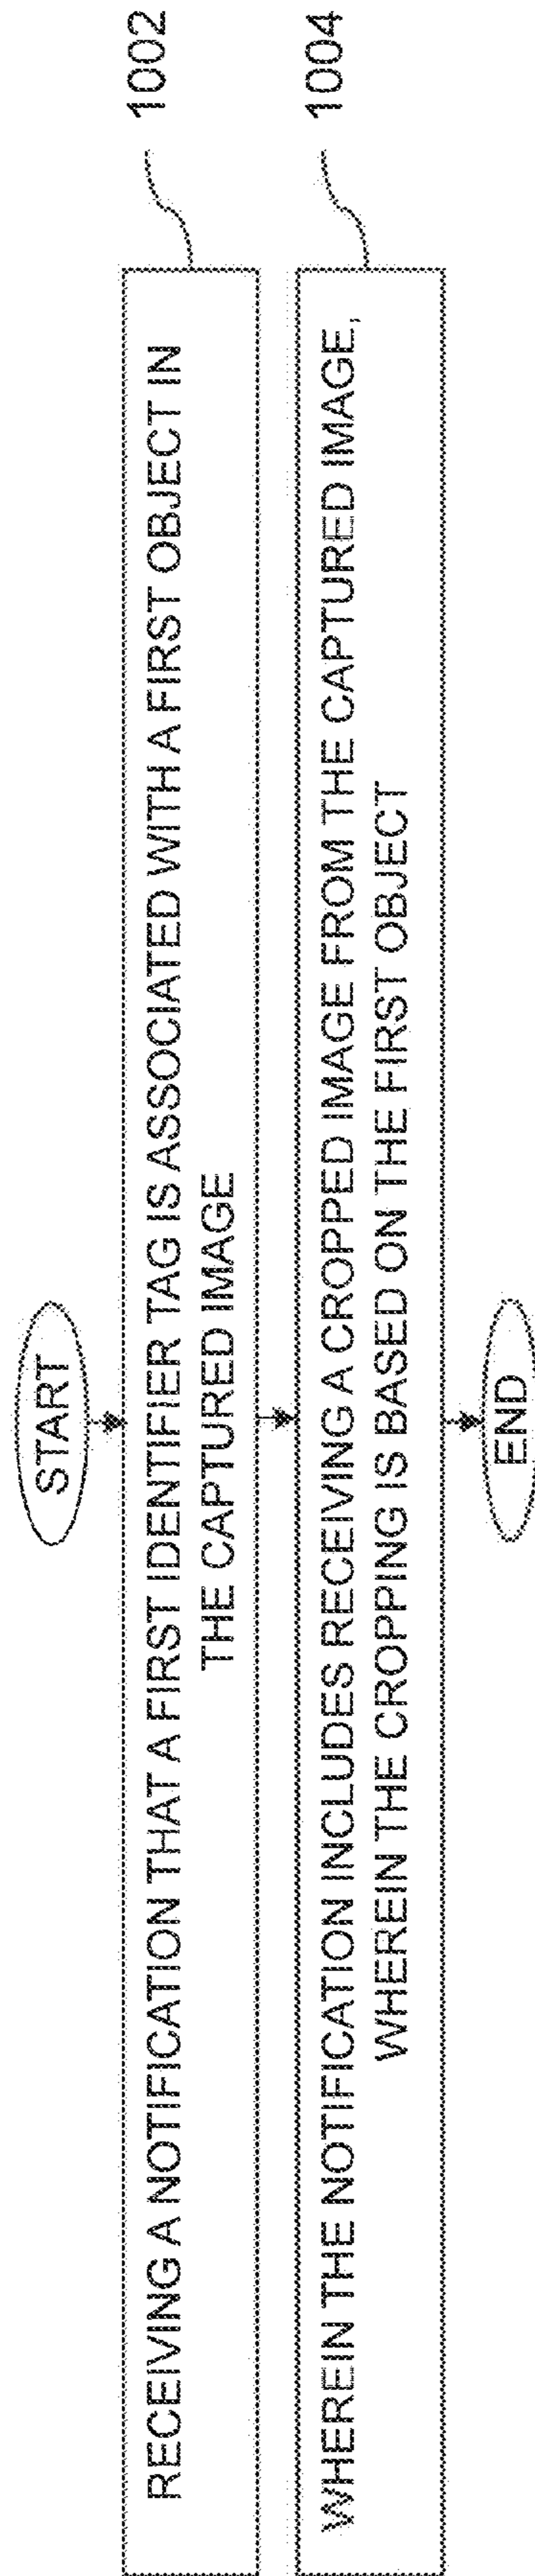 START
RECEIVING A NOTIFICATION THAT A FIRST IDENTIFIER TAG IS ASSOCIATED WITH A FIRST OBJECT IN
THE CAPTURED IMAGE
1002
WHEREIN THE NOTIFICATION INCLUDES RECEIVING A CROPPED IMAGE FROM THE CAPTURED IMAGE,
WHEREIN THE CROPPING IS BASED ON THE FIRST OBJECT
1004
END